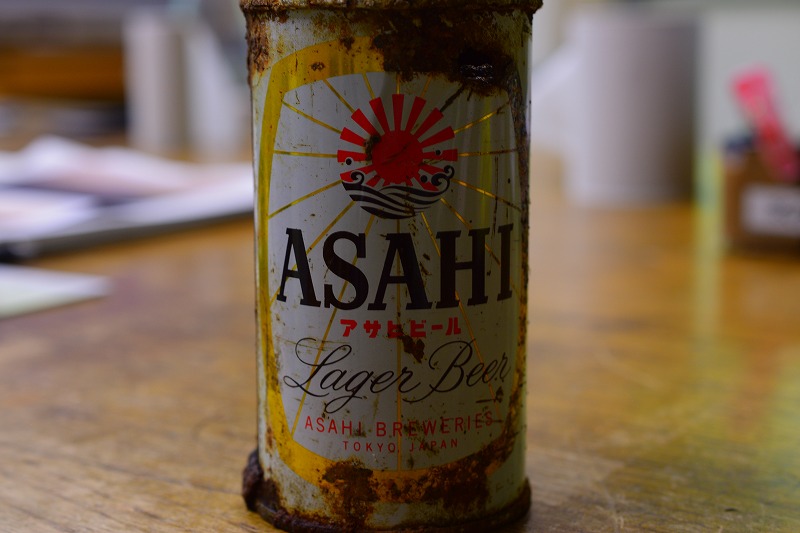 ASAHI
アサヒビール
Lager Beer
ASAHI BREWERIES
TOKYO, JAPAN